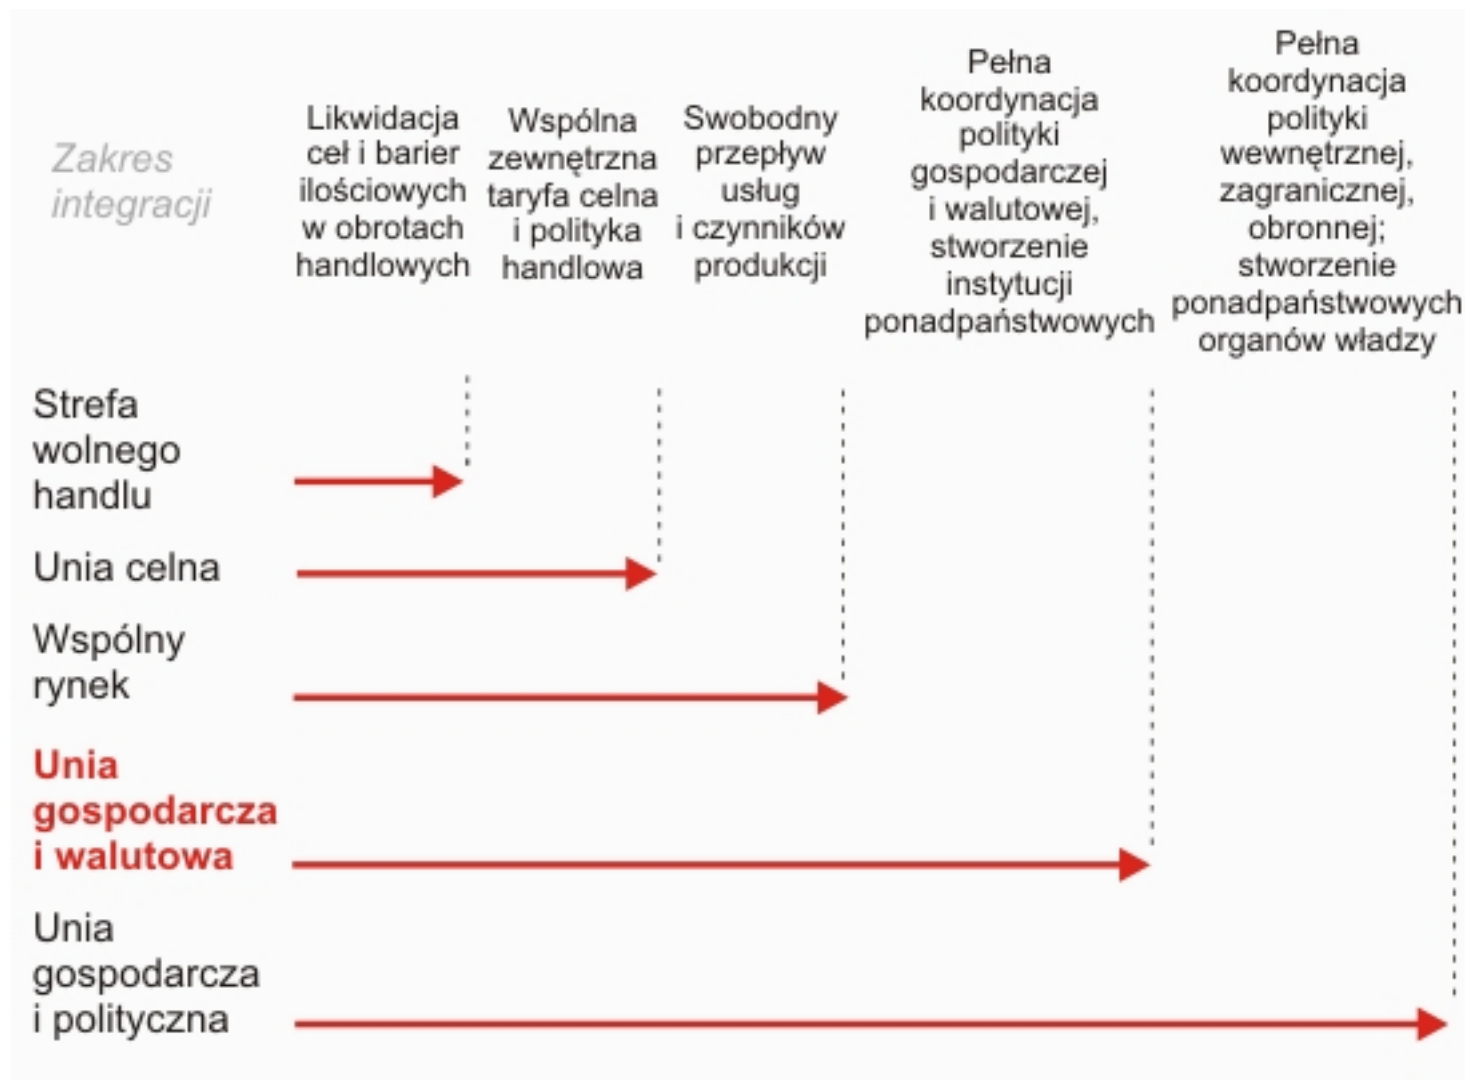 Zakres
integracji
Likwidacja
ceł i barier
ilościowych
w obrotach
handlowych
Wspólna
zewnętrzna
taryfa celna
i polityka
handlowa
Swobodny
przepływ
usług
i czynników
produkcji
Pełna
koordynacja
polityki
gospodarczej
i walutowej,
stworzenie
instytucji
ponadpaństwowych
Pełna
koordynacja
polityki
wewnętrznej,
zagranicznej,
obronnej;
stworzenie
ponadpaństwowych
organów władzy
Strefa
wolnego
handlu
Unia celna
Wspólny
rynek
Unia
gospodarcza
i walutowa
Unia
gospodarcza
i polityczna